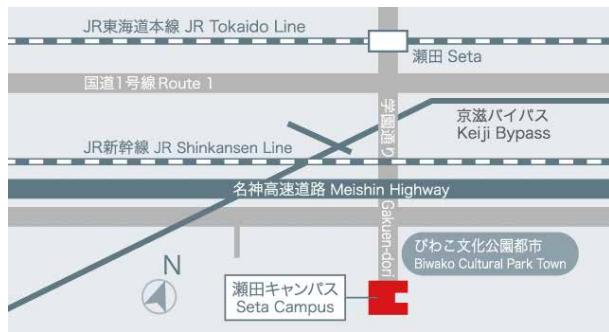 JR東海道本線 JR Tokaido Line
瀬田 Seta
国道1号線 Route 1
学園通り
Gakuen-dori
京滋バイパス
Keiji Bypass
JR新幹線 JR Shinkansen Line
名神高速道路 Meishin Highway
びわこ文化公園都市
Biwako Cultural Park Town
N
瀬田キャンパス
Seta Campus